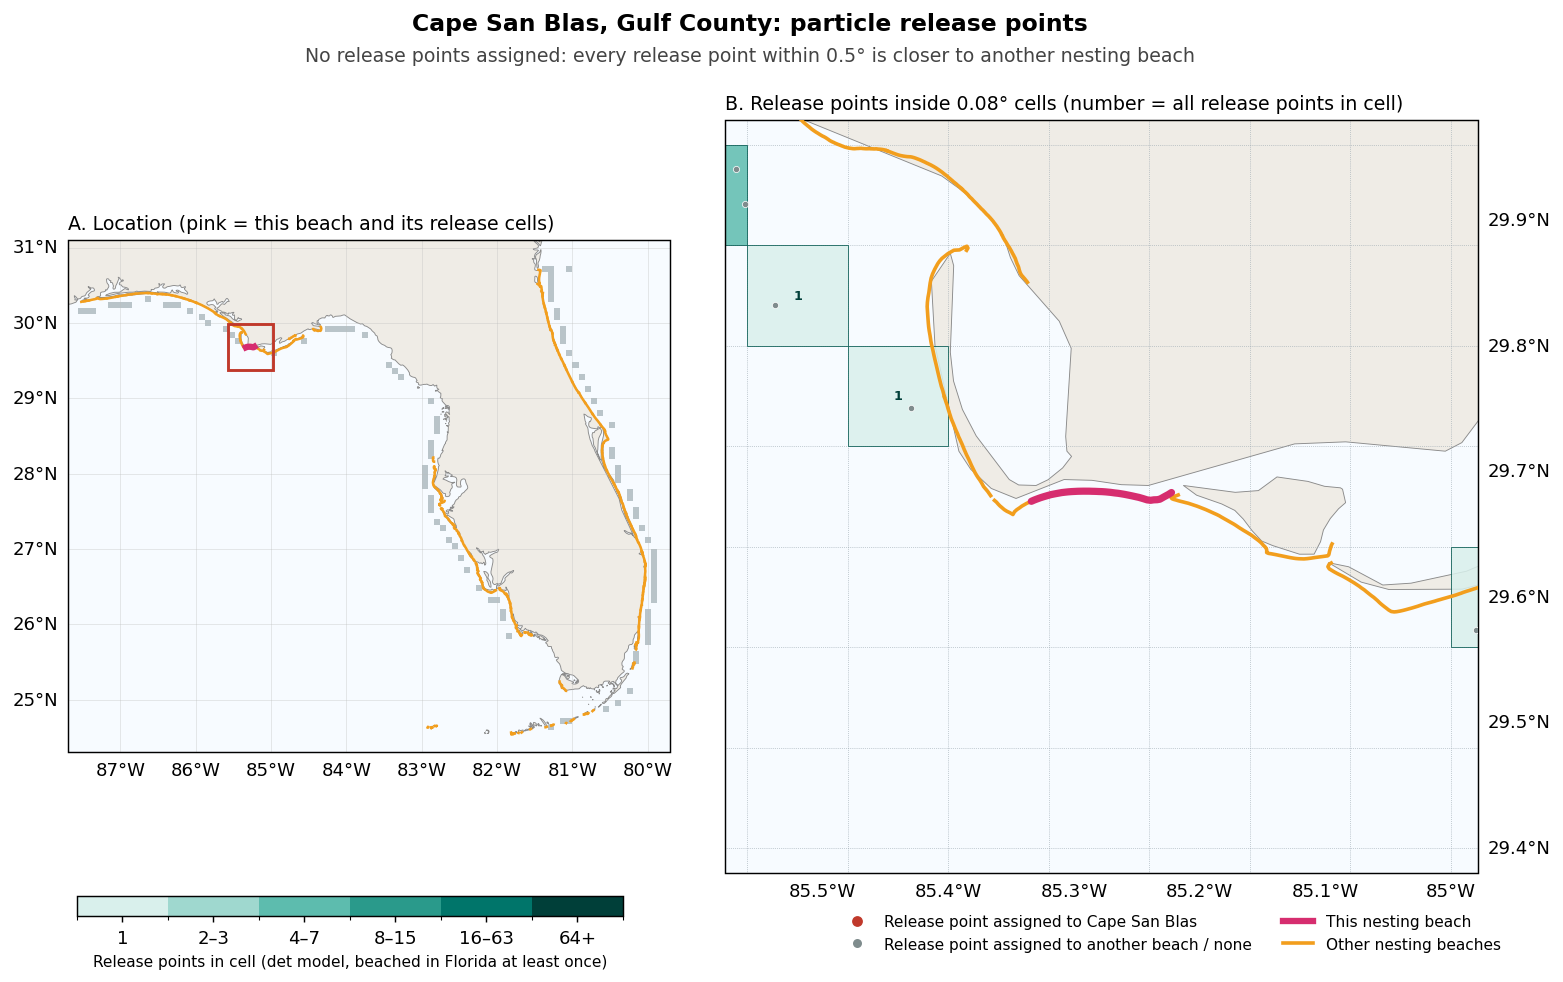 Cape San Blas, Gulf County: particle release points
No release points assigned: every release point within 0.5° is closer to another nesting beach
A. Location (pink = this beach and its release cells)
31°N
30°N
29°N
28°N
27°N
26°N
25°N
87°W 86°W 85°W 84°W 83°W 82°W 81°W 80°W
B. Release points inside 0.08° cells (number = all release points in cell)
1
1
29.9°N
29.8°N
29.7°N
29.6°N
29.5°N
29.4°N
85.5°W 85.4°W 85.3°W 85.2°W 85.1°W 85°W
1 2–3 4–7 8–15 16–63 64+
Release points in cell (det model, beached in Florida at least once)
Release point assigned to Cape San Blas
Release point assigned to another beach / none
This nesting beach
Other nesting beaches